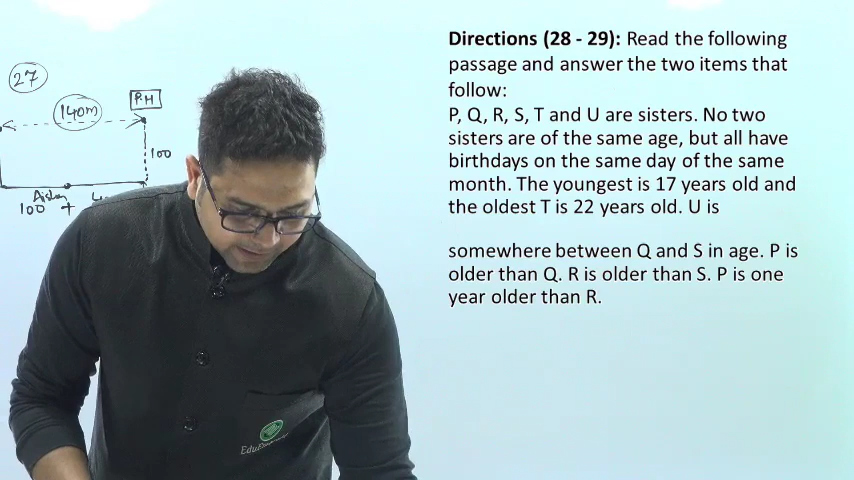 27
140m
P.H
100
100 +
Directions (28 - 29): Read the following
passage and answer the two items that
follow:
P, Q, R, S, T and U are sisters. No two
sisters are of the same age, but all have
birthdays on the same day of the same
month. The youngest is 17 years old and
the oldest T is 22 years old. U is
somewhere between Q and S in age. P is
older than Q. R is older than S. P is one
year older than R.